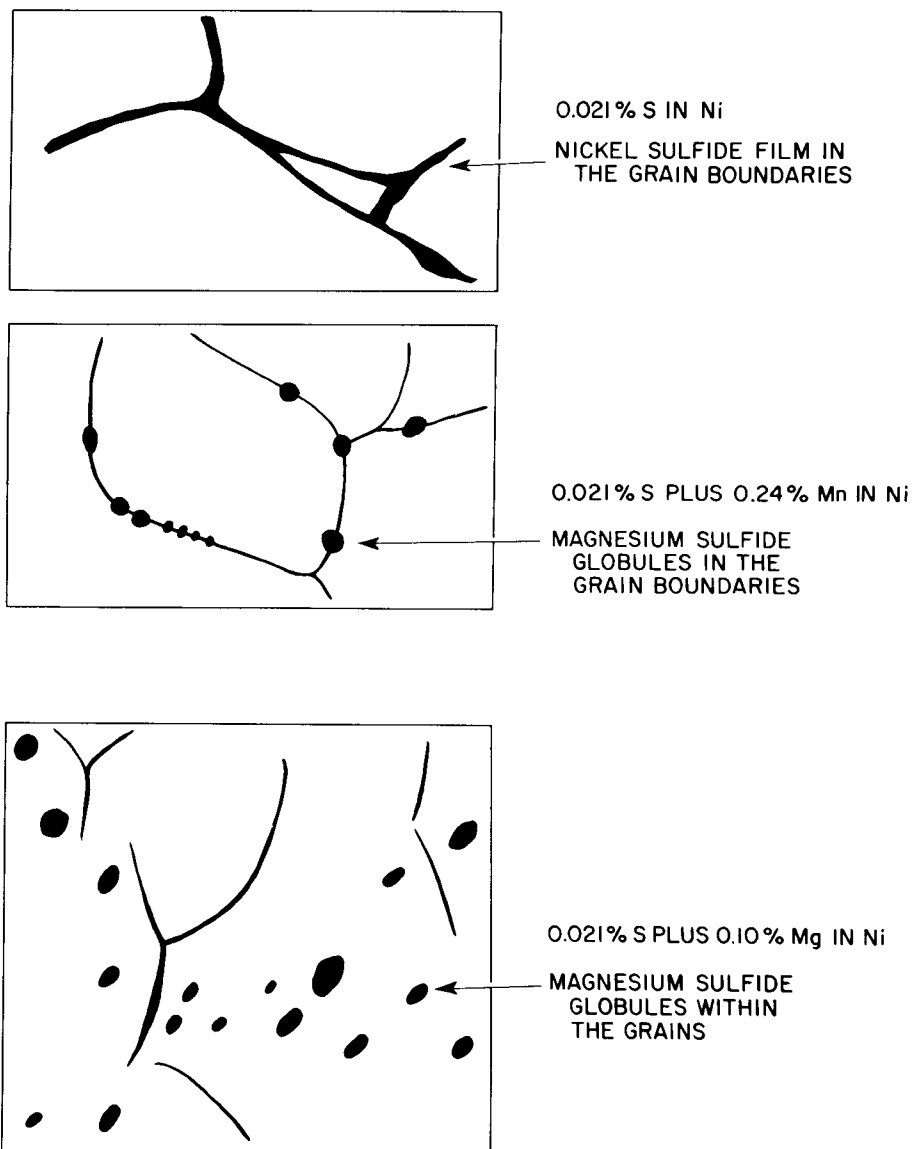 0.021% S IN Ni
NICKEL SULFIDE FILM IN
THE GRAIN BOUNDARIES
0.021% S PLUS 0.24% Mn IN Ni
MAGNESIUM SULFIDE
GLOBULES IN THE
GRAIN BOUNDARIES
0.021% S PLUS 0.10% Mg IN Ni
MAGNESIUM SULFIDE
GLOBULES WITHIN
THE GRAINS